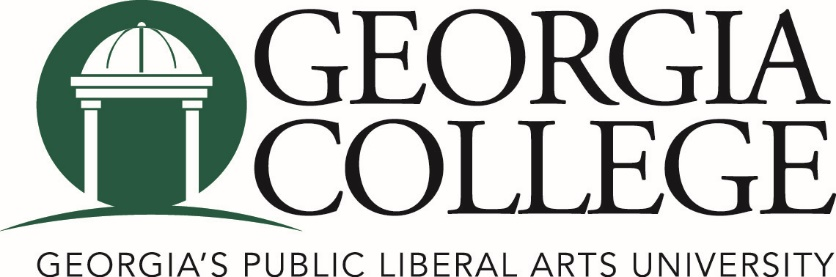 GEORGIA
COLLEGE
GEORGIA'S PUBLIC LIBERAL ARTS UNIVERSITY